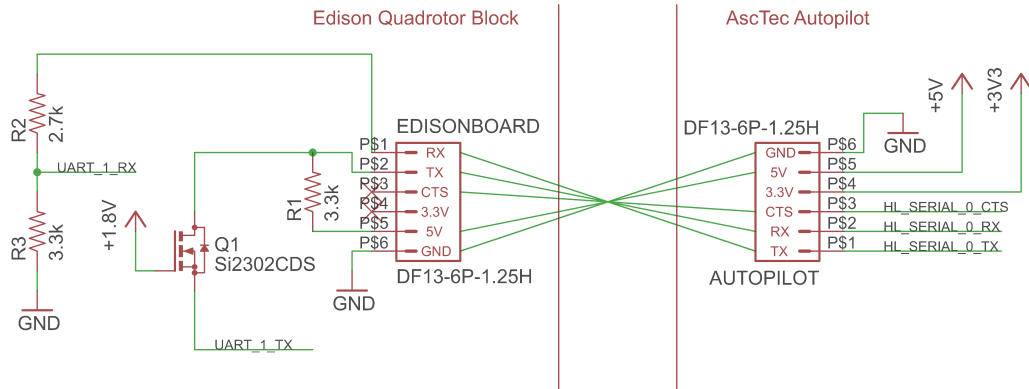 Edison Quadrotor Block
AscTec Autopilot
R2
2.7k
UART_1_RX
R3
3.3k
GND
+1.8V
Q1
Si2302CDS
UART_1_TX
R1
3.3k
GND
EDISONBOARD
P$1 RX
P$2 TX
P$3 CTS
P$4 3.3V
P$5 5V
P$6 GND
DF13-6P-1.25H
DF13-6P-1.25H
GND P$6
5V P$5
3.3V P$4
CTS P$3 HL_SERIAL_0_CTS
RX P$2 HL_SERIAL_0_RX
TX P$1 HL_SERIAL_0_TX
AUTOPILOT
GND
+5V
+3V3